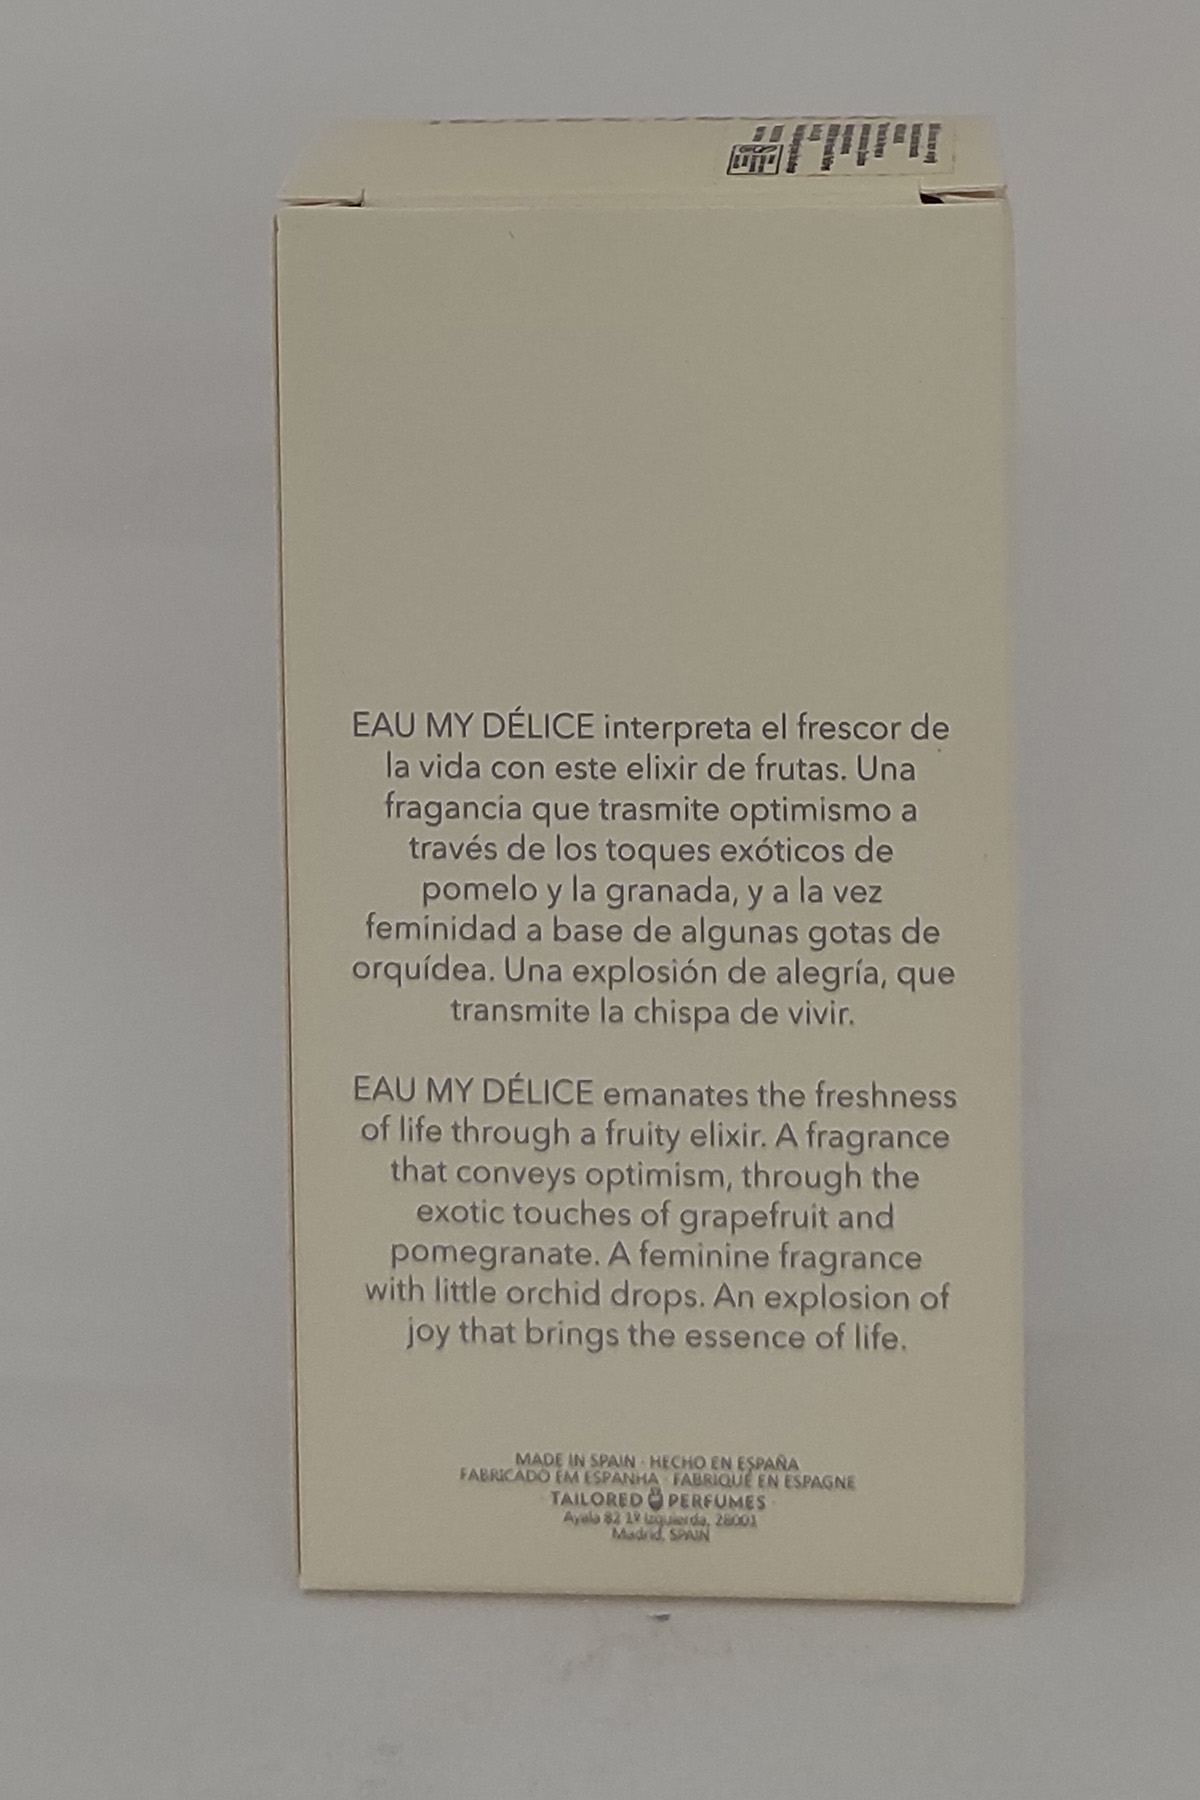 EAU MY DÉLICE interpreta el frescor de
la vida con este elixir de frutas. Una
fragancia que trasmite optimismo a
través de los toques exóticos de
pomelo y la granada, y a la vez
feminidad a base de algunas gotas de
orquídea. Una explosión de alegría, que
transmite la chispa de vivir.
EAU MY DÉLICE emanates the freshness
of life through a fruity elixir. A fragrance
that conveys optimism, through the
exotic touches of grapefruit and
pomegranate. A feminine fragrance
with little orchid drops. An explosion of
joy that brings the essence of life.
MADE IN SPAIN · HECHO EN ESPAÑA
FABRICADO EM ESPANHA · FABRIQUÉ EN ESPAGNE
TAILORED PERFUMES
Ayala 82 1º Izquierda, 28001
Madrid, SPAIN